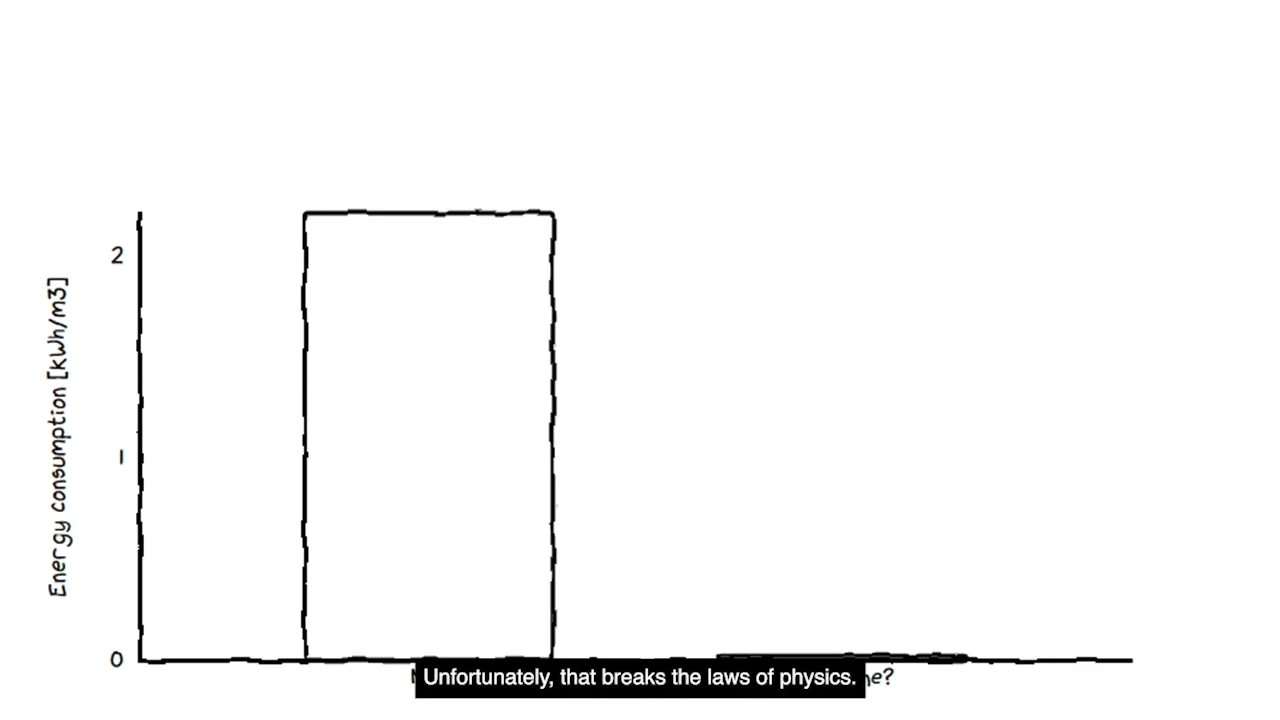 2
Energy consumption [kWh/m3]
1
0
Unfortunately, that breaks the laws of physics.